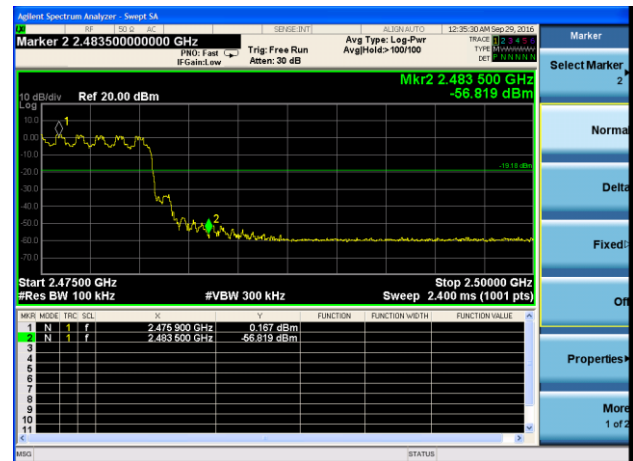 Agilent Spectrum Analyzer - Swept SA
RF 50 Ω AC SENSE:INT ALIGN AUTO 12:35:30 AM Sep 29, 2016
Marker 2 2.483500000000 GHz
PNO: Fast
IFGain:Low
Trig: Free Run
Atten: 30 dB
Avg Type: Log-Pwr
Avg|Hold:> 100/100
TRACE 1 2 3 4 5 6
TYPE
DET P N N N N N
Mkr2 2.483 500 GHz
-56.819 dBm
10 dB/div Ref 20.00 dBm
Log
10.0
0.00
-10.0
-20.0
-30.0
-40.0
-50.0
-60.0
-70.0
1
-19.16 dBm
2
Start 2.47500 GHz Stop 2.50000 GHz
#Res BW 100 kHz #VBW 300 kHz Sweep 2.400 ms (1001 pts)
MKR MODE TRC SCL X Y FUNCTION FUNCTION WIDTH FUNCTION VALUE
1 N 1 f 2.475 900 GHz 0.167 dBm
2 N 1 f 2.483 500 GHz -56.819 dBm
3
4
5
6
7
8
9
10
11
MSG STATUS
Marker
Select Marker
2
Norma
Delta
Fixed
Off
Properties
More
1 of 2